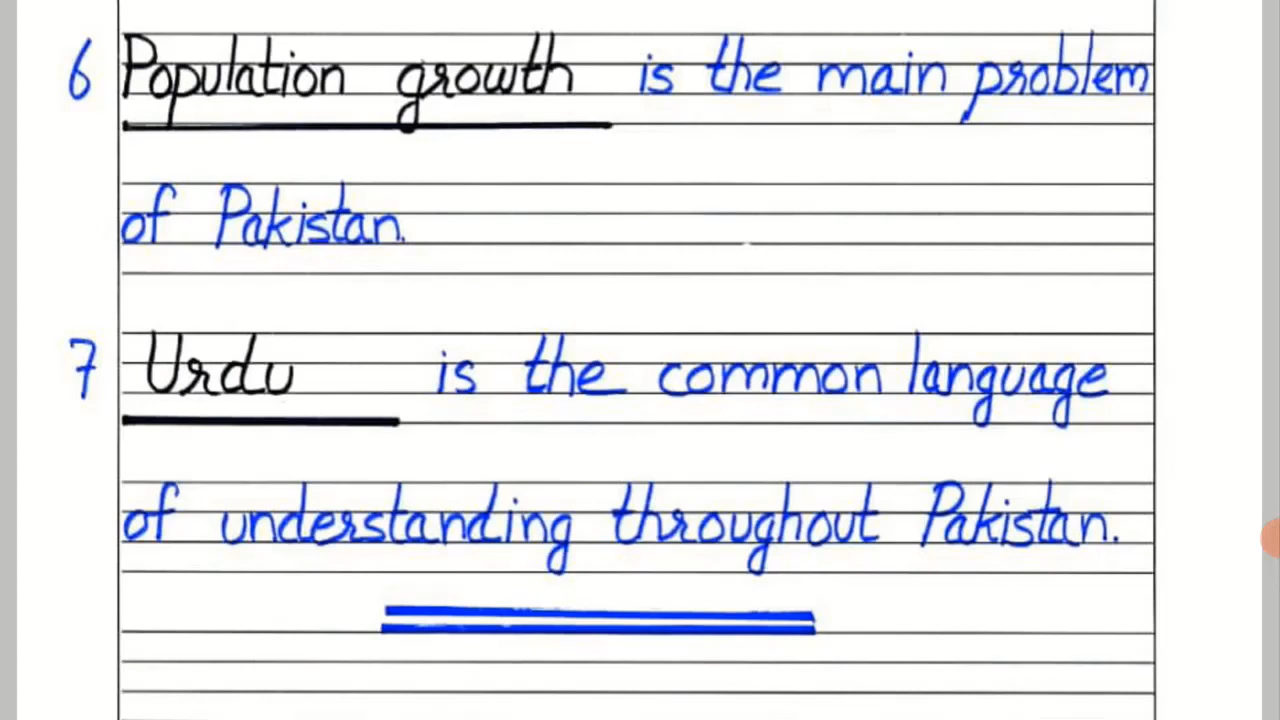 6 Population growth is the main problem
of Pakistan.
7 Urdu is the common language
of understanding throughout Pakistan.